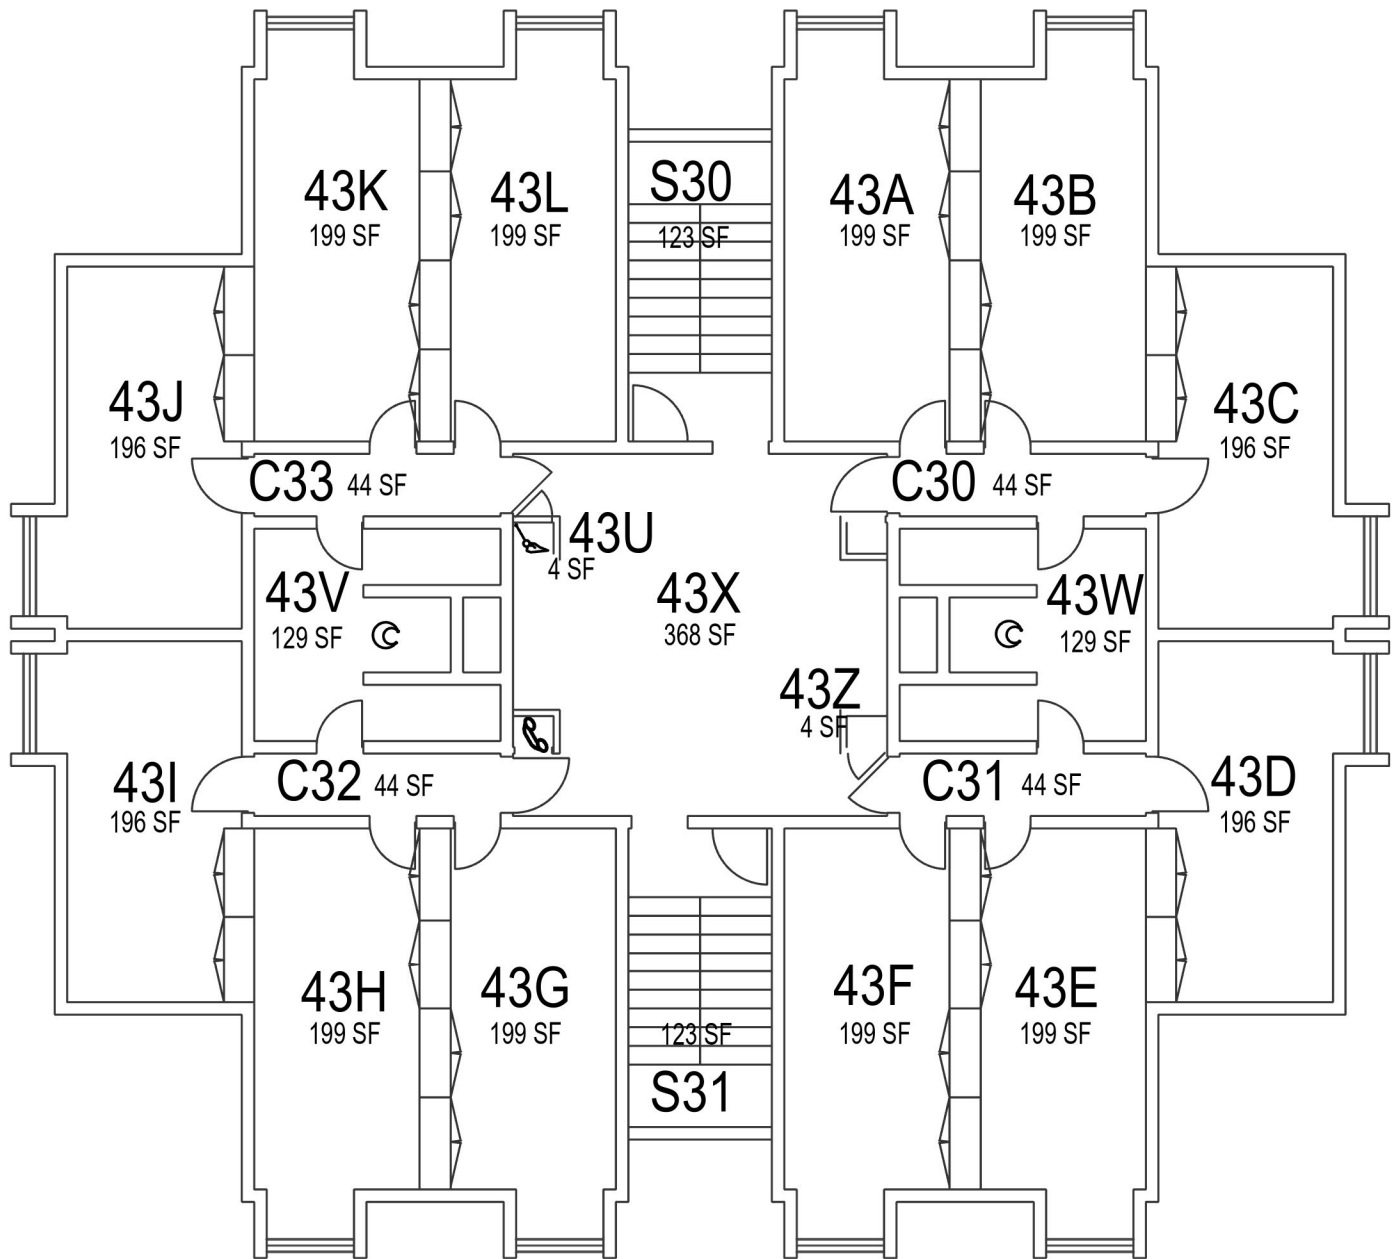 S30
123 SF
43K
199 SF
43L
199 SF
43A
199 SF
43B
199 SF
43J
196 SF
43C
196 SF
C33 44 SF
C30 44 SF
43U
4 SF
43V
129 SF
43X
368 SF
43W
129 SF
43Z
4 SF
43I
196 SF
C32 44 SF
C31 44 SF
43D
196 SF
43H
199 SF
43G
199 SF
43F
199 SF
43E
199 SF
123 SF
S31